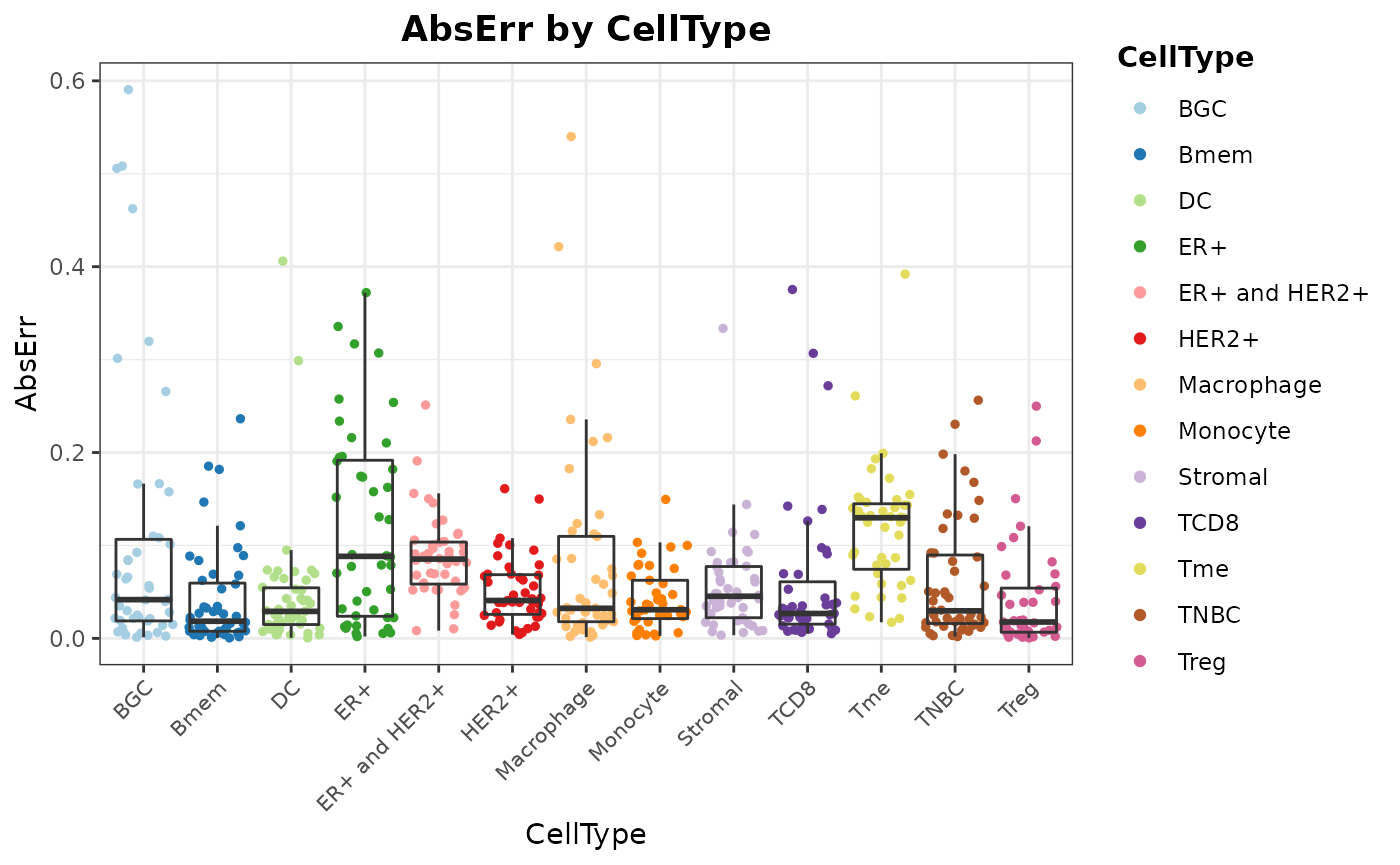 AbsErr by CellType
AbsErr
0.6
0.4
0.2
0.0
BGC
Bmem
DC
ER+
ER+ and HER2+
HER2+
Macrophage
Monocyte
Stromal
TCD8
Tme
TNBC
Treg
CellType
CellType
BGC
Bmem
DC
ER+
ER+ and HER2+
HER2+
Macrophage
Monocyte
Stromal
TCD8
Tme
TNBC
Treg